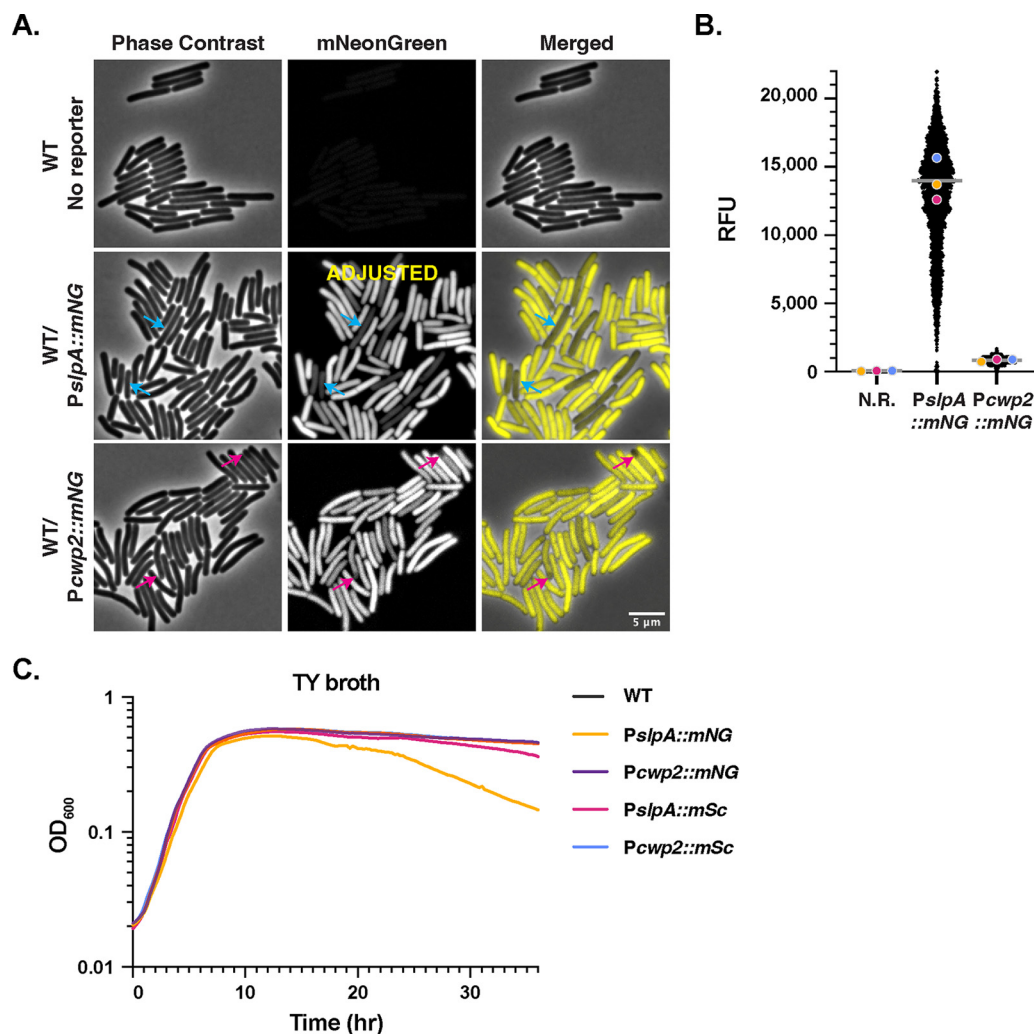 A.
Phase Contrast mNeonGreen Merged
WT
No reporter
WT/
PslpA::mNG
ADJUSTED
WT/
Pcwp2::mNG
5 µm
B.
RFU
20,000
15,000
10,000
5,000
0
N.R. PslpA Pcwp2
::mNG ::mNG
C.
TY broth
OD600
1
0.1
0.01
0 10 20 30
Time (hr)
WT
PslpA::mNG
Pcwp2::mNG
PslpA::mSc
Pcwp2::mSc